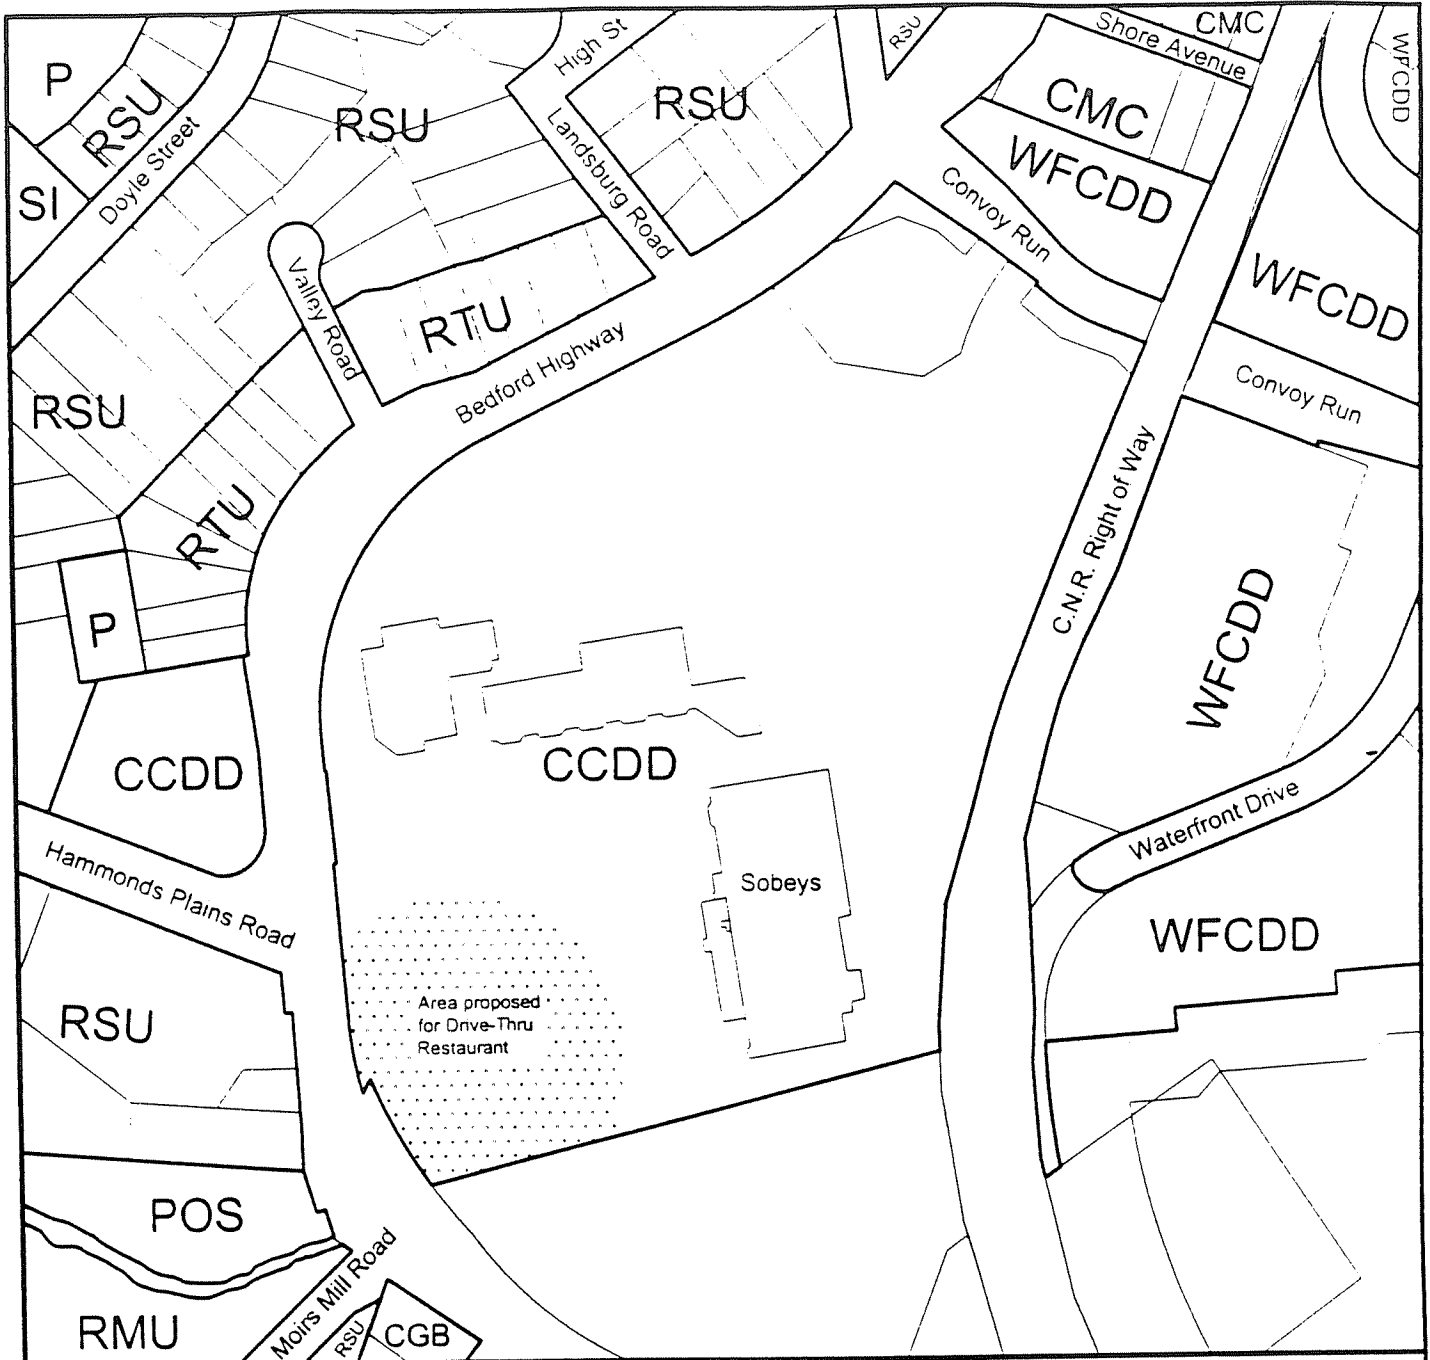 P
RSU
Doyle Street
SI
RSU
High St
Landsburg Road
RSU
RSU
Shore Avenue
CMC
CMC
WFCDD
WFCDD
Convoy Run
WFCDD
Convoy Run
Valley Road
RTU
Bedford Highway
RSU
RTU
P
C.N.R. Right of Way
WFCDD
CCDD
CCDD
Hammonds Plains Road
Sobeys
Waterfront Drive
WFCDD
RSU
Area proposed
for Drive-Thru
Restaurant
POS
Moirs Mill Road
RMU
RSU
CGB